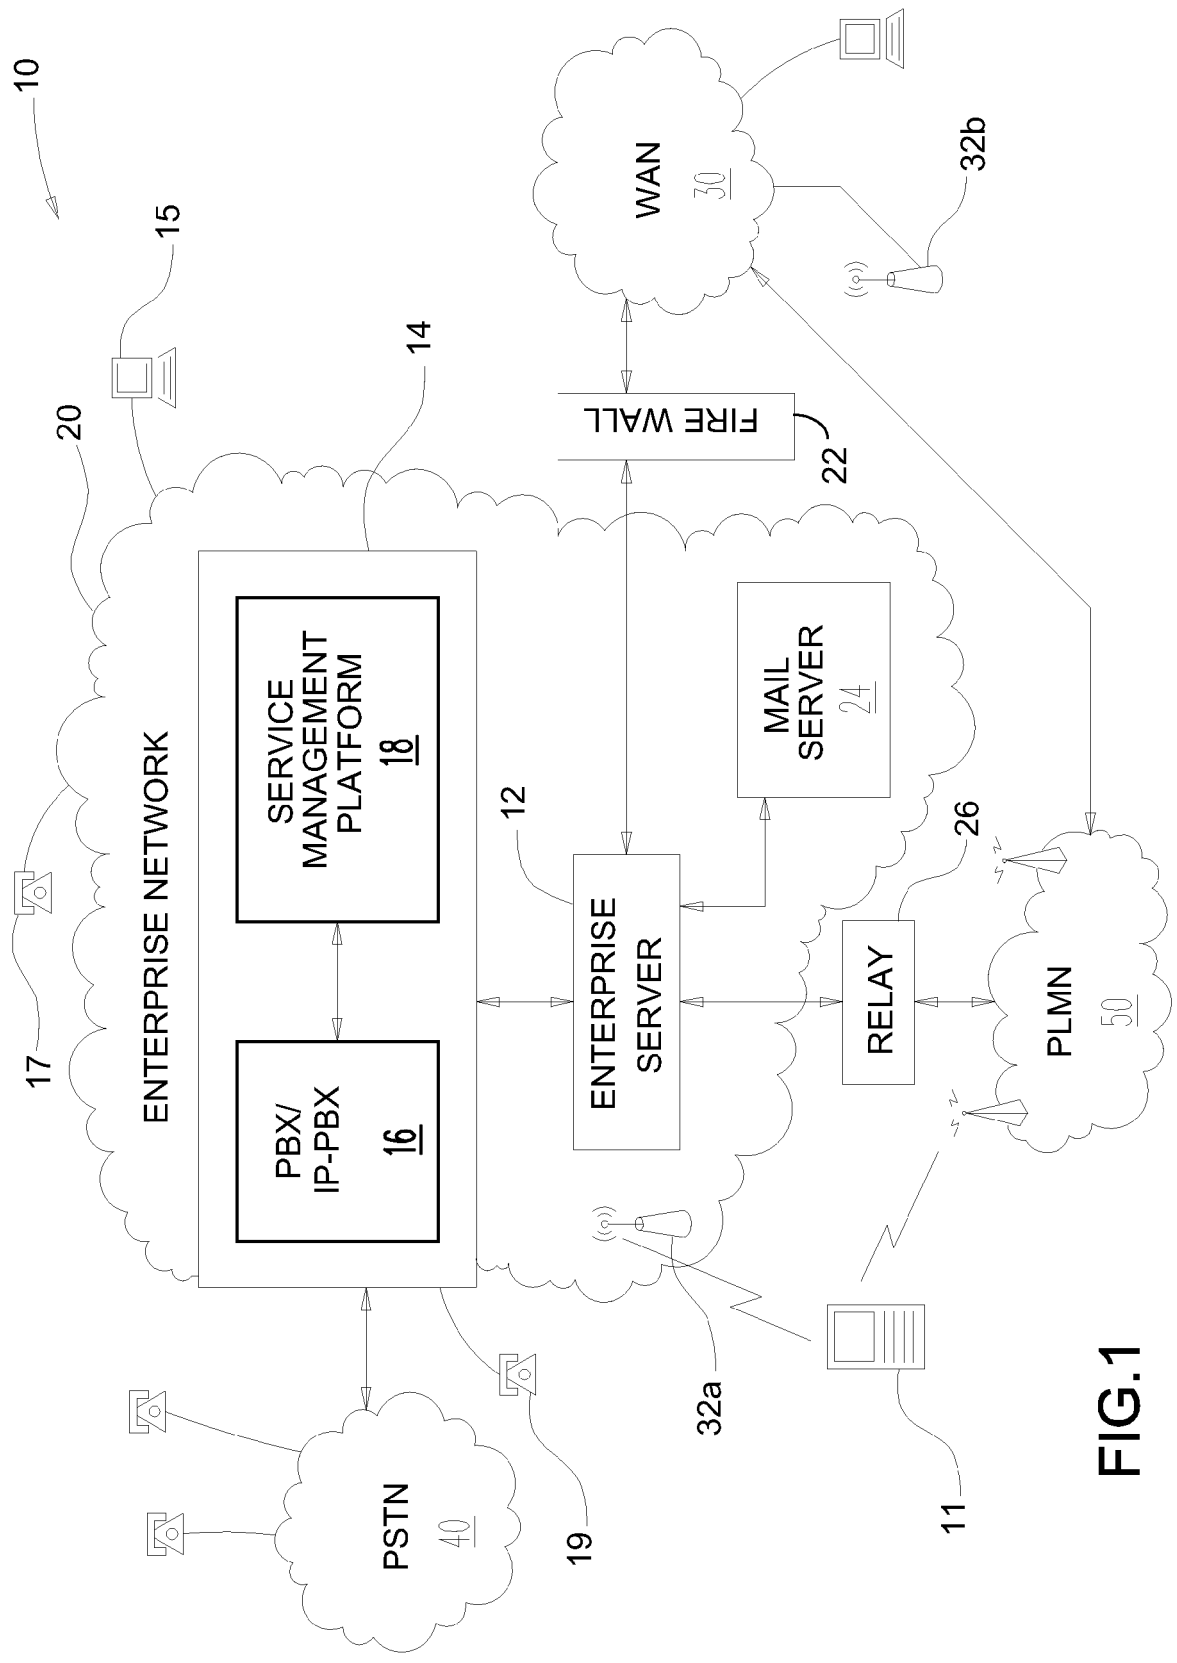 10
20
15
17
ENTERPRISE NETWORK
14
PBX/
IP-PBX
16
SERVICE
MANAGEMENT
PLATFORM
18
PSTN
40
19
12
ENTERPRISE
SERVER
FIRE WALL
22
WAN
30
32b
MAIL
SERVER
24
32a
RELAY
26
PLMN
50
11
FIG.1